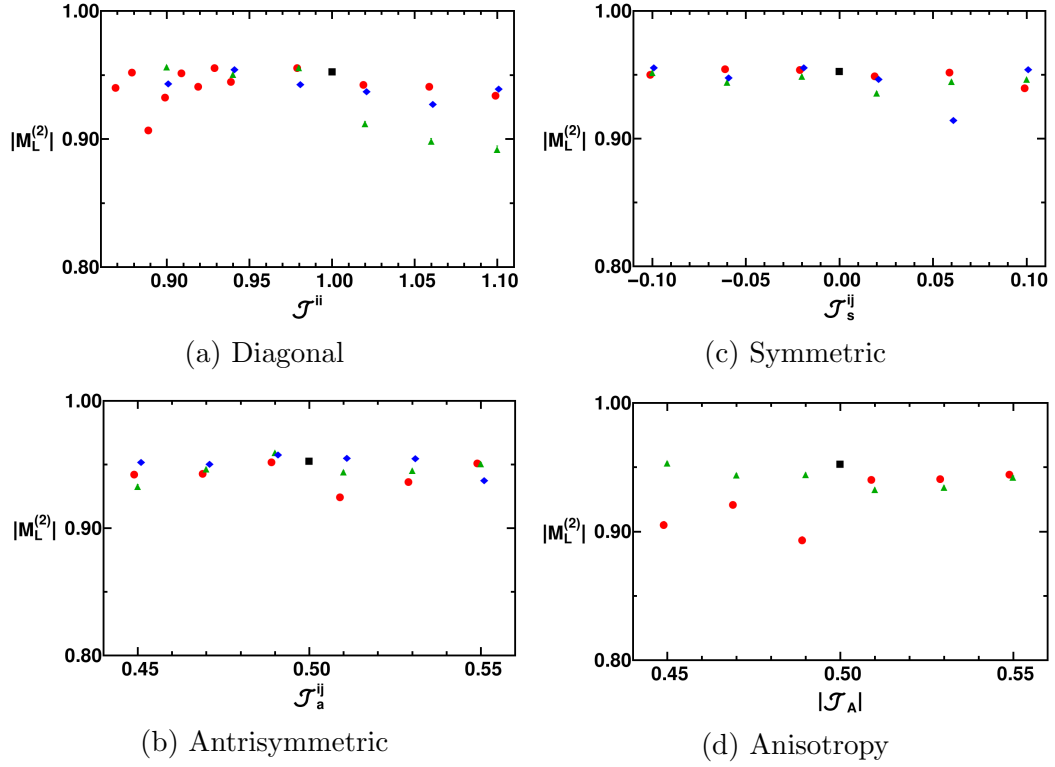 1.00
0.90
0.80
|M_L^(2)|
0.90 0.95 1.00 1.05 1.10
𝒥^ii
(a) Diagonal
1.00
0.90
0.80
|M_L^(2)|
−0.10 −0.05 0.00 0.05 0.10
𝒥_s^ij
(c) Symmetric
1.00
0.90
0.80
|M_L^(2)|
0.45 0.50 0.55
𝒥_a^ij
(b) Antrisymmetric
1.00
0.90
0.80
|M_L^(2)|
0.45 0.50 0.55
|𝒥_A|
(d) Anisotropy